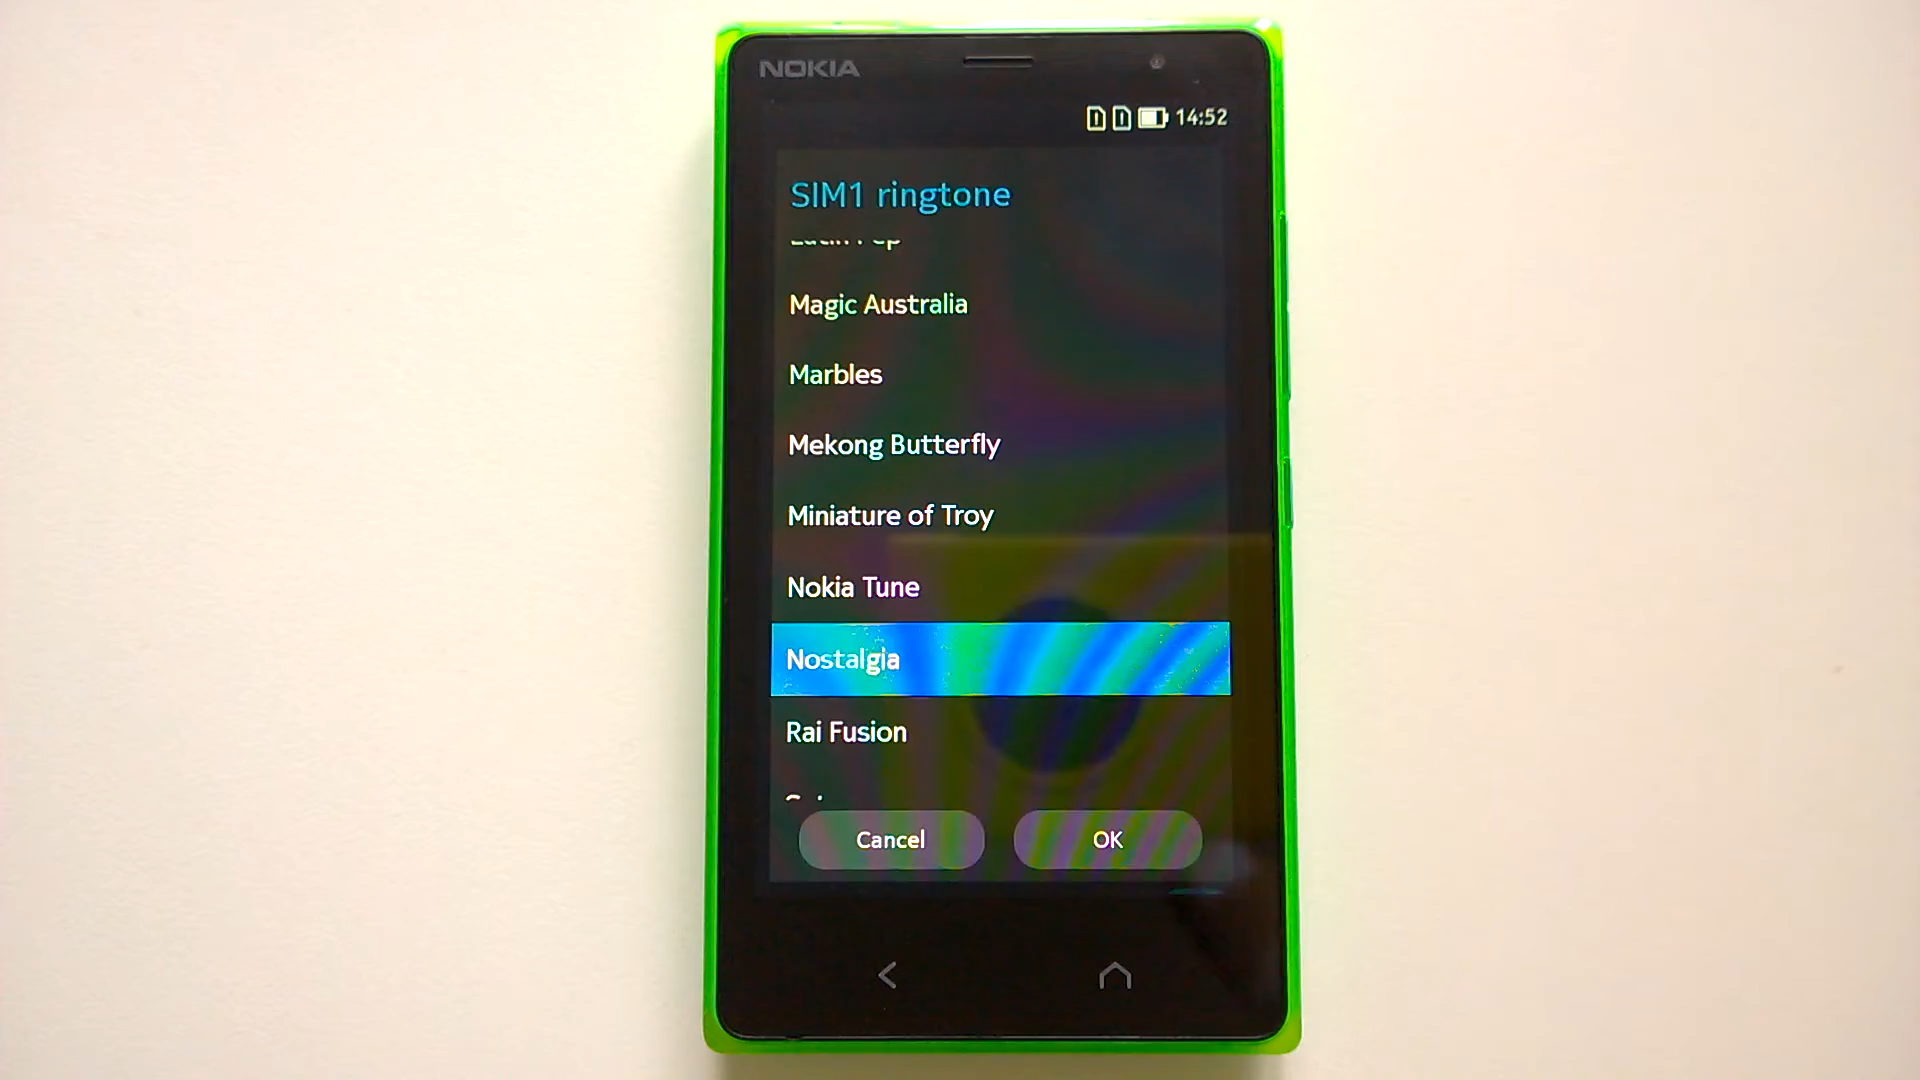 NOKIA
14:52
SIM1 ringtone
Magic Australia
Marbles
Mekong Butterfly
Miniature of Troy
Nokia Tune
Nostalgia
Rai Fusion
Cancel OK